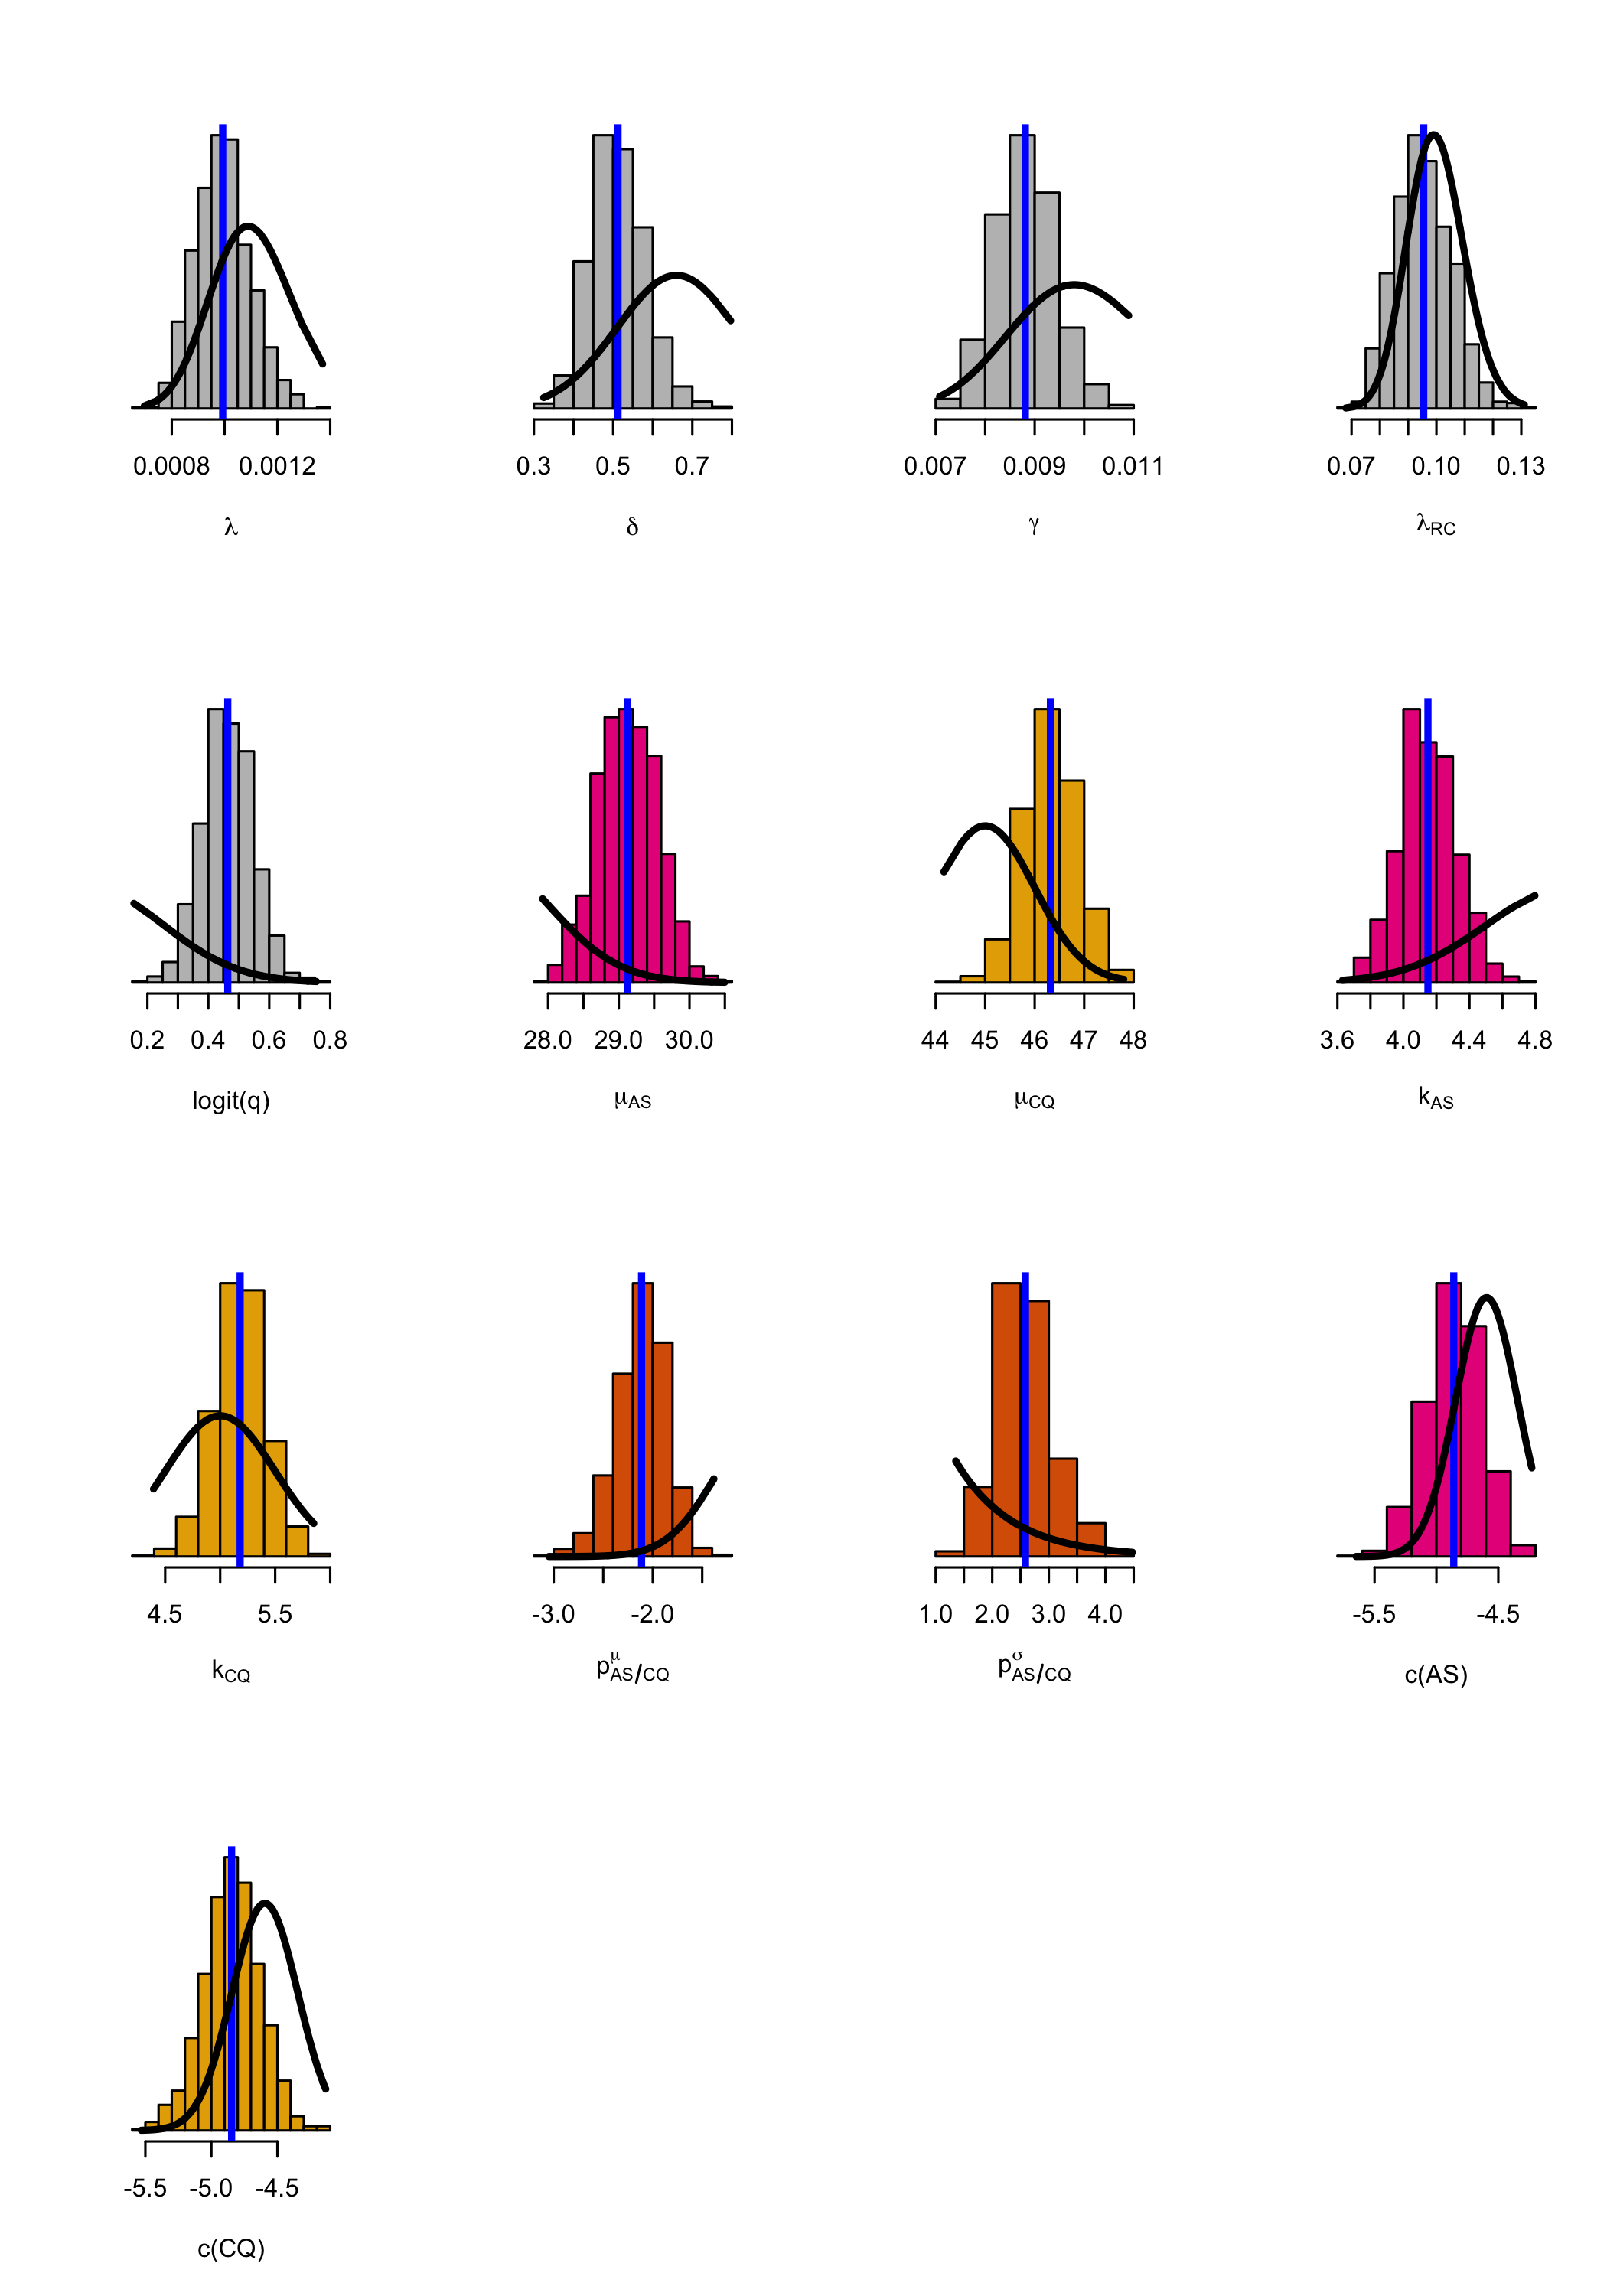 0.0008 0.0012
λ
0.3 0.5 0.7
δ
0.007 0.009 0.011
γ
0.07 0.10 0.13
λRC
0.2 0.4 0.6 0.8
logit(q)
28.0 29.0 30.0
μAS
44 45 46 47 48
μCQ
3.6 4.0 4.4 4.8
kAS
4.5 5.5
kCQ
-3.0 -2.0
pμAS/CQ
1.0 2.0 3.0 4.0
pσAS/CQ
-5.5 -4.5
c(AS)
-5.5 -5.0 -4.5
c(CQ)